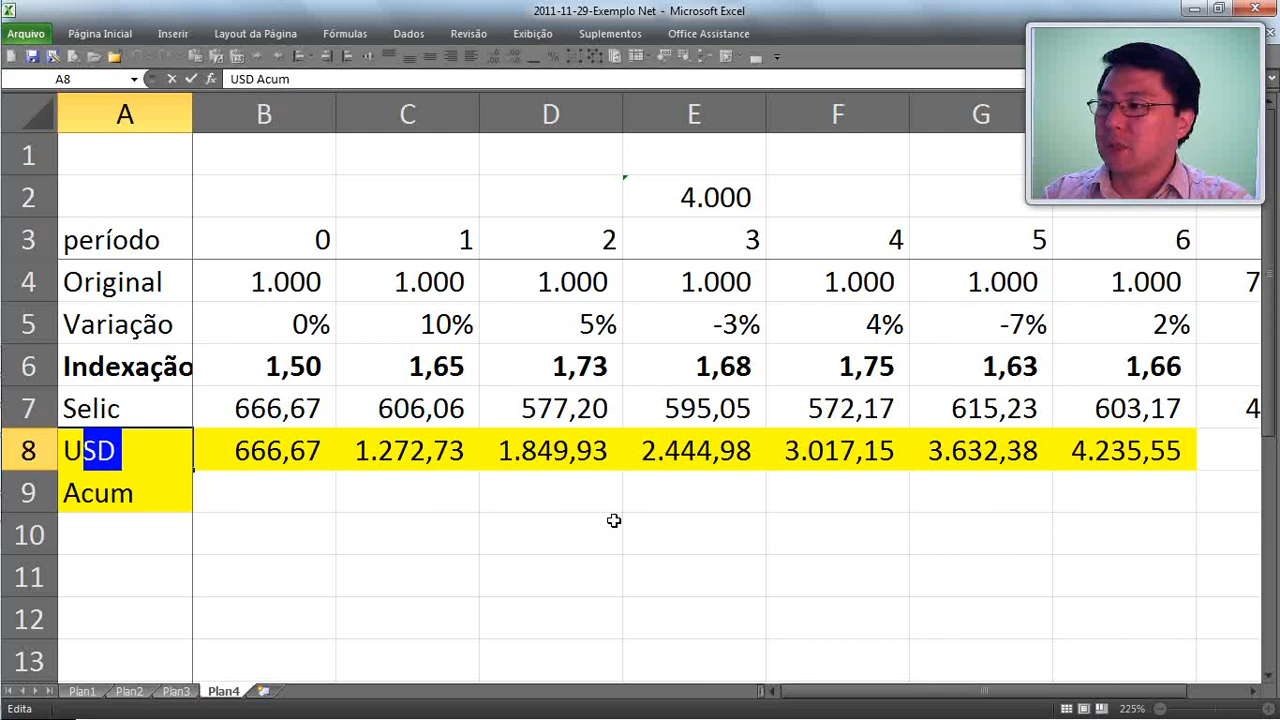 2011-11-29-Exemplo Net - Microsoft Excel
Arquivo Página Inicial Inserir Layout da Página Fórmulas Dados Revisão Exibição Suplementos Office Assistance
A8 fx USD Acum
A B C D E F G
1
2 4.000
3 período 0 1 2 3 4 5 6
4 Original 1.000 1.000 1.000 1.000 1.000 1.000 1.000 7
5 Variação 0% 10% 5% -3% 4% -7% 2%
6 Indexação 1,50 1,65 1,73 1,68 1,75 1,63 1,66
7 Selic 666,67 606,06 577,20 595,05 572,17 615,23 603,17 4
8 USD 666,67 1.272,73 1.849,93 2.444,98 3.017,15 3.632,38 4.235,55
9 Acum
10
11
12
13
Plan1 Plan2 Plan3 Plan4
Edita 225%